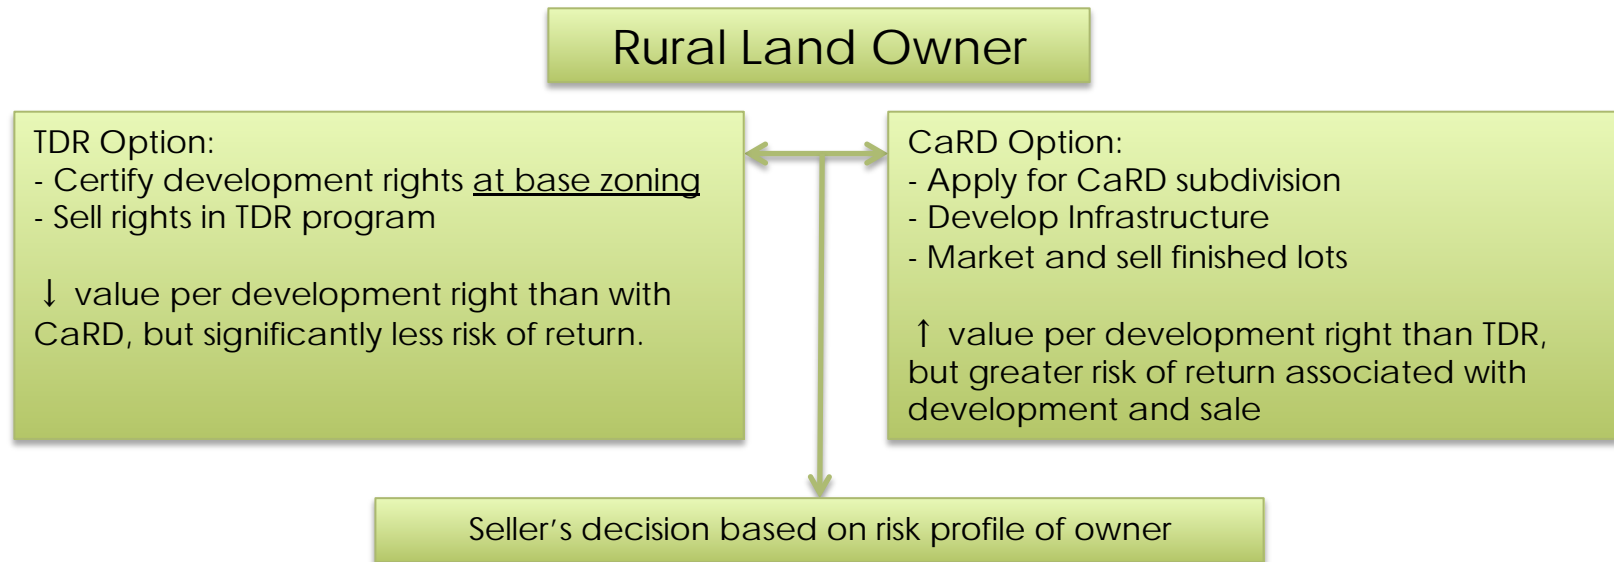 Rural Land Owner
TDR Option:
- Certify development rights at base zoning
- Sell rights in TDR program
↓ value per development right than with
CaRD, but significantly less risk of return.
CaRD Option:
- Apply for CaRD subdivision
- Develop Infrastructure
- Market and sell finished lots
↑ value per development right than TDR,
but greater risk of return associated with
development and sale
Seller's decision based on risk profile of owner